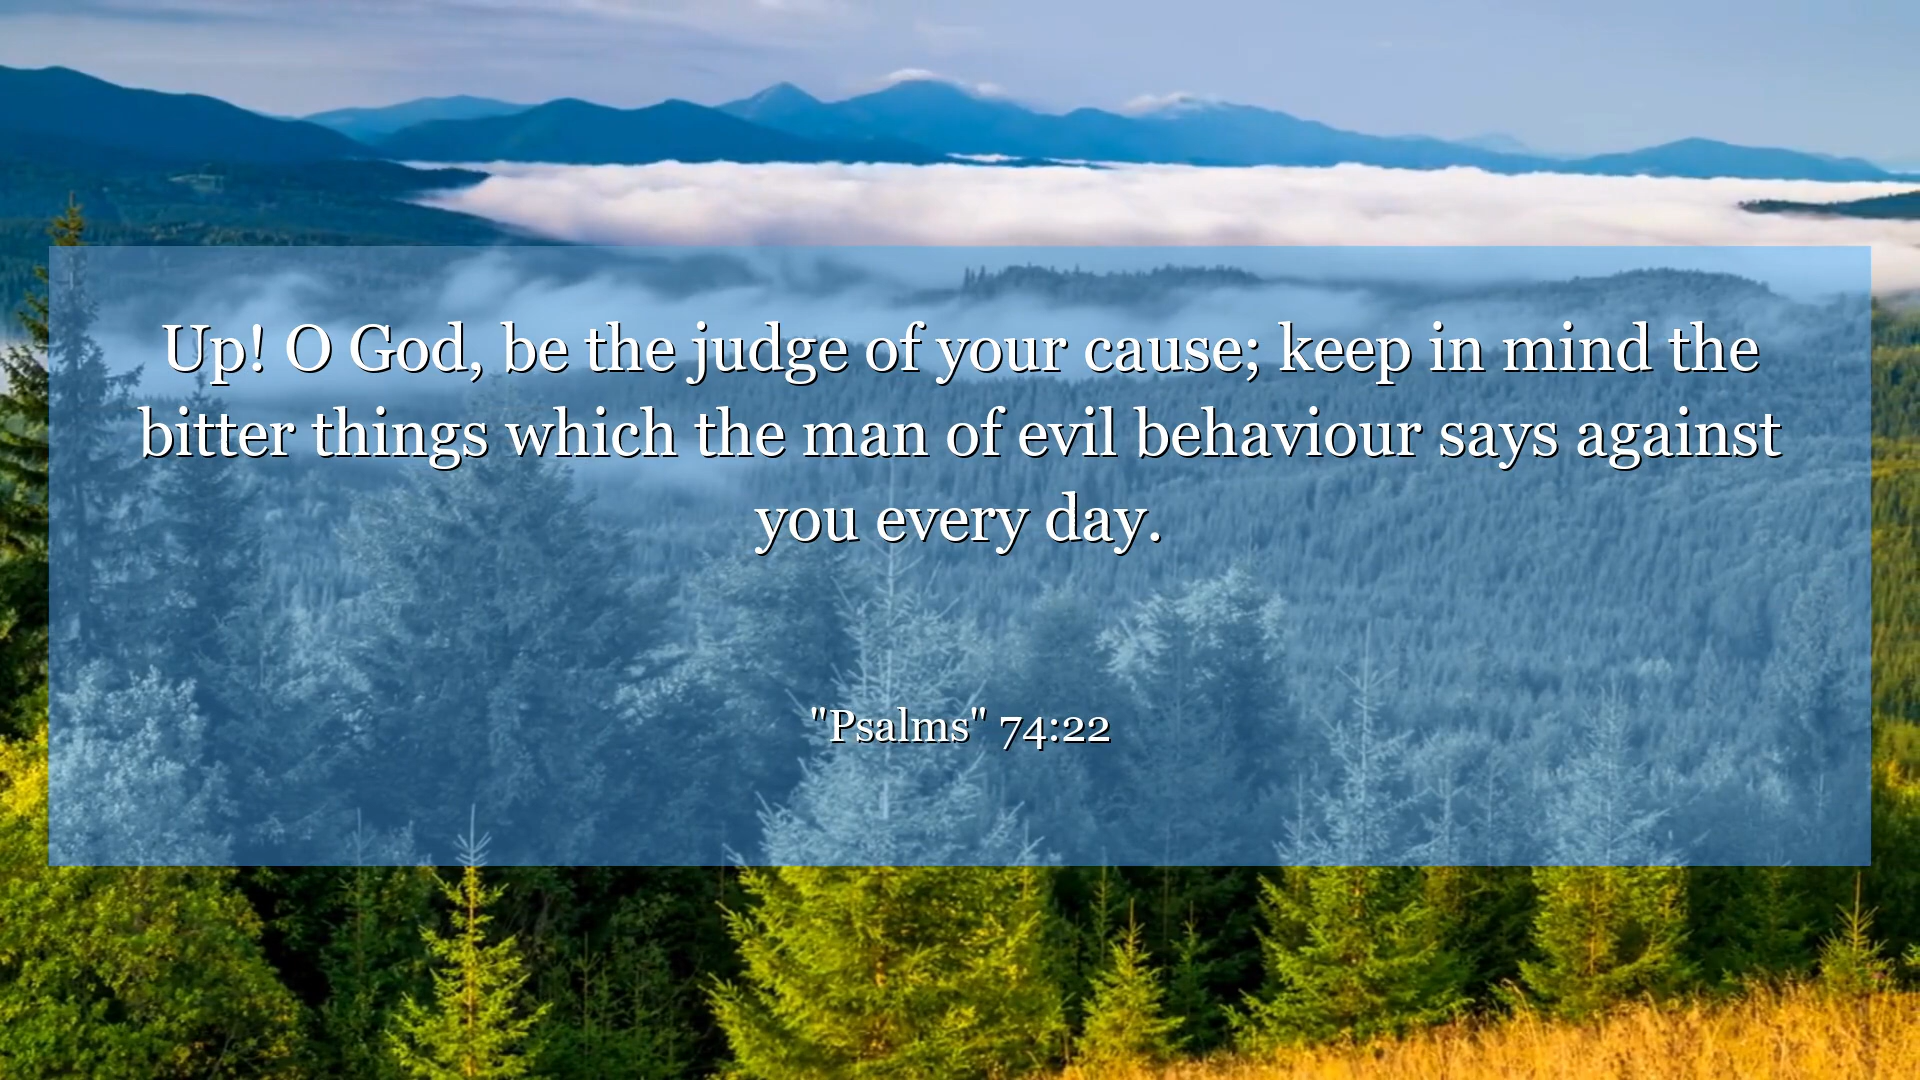 Up! O God, be the judge of your cause; keep in mind the
bitter things which the man of evil behaviour says against
you every day.
"Psalms" 74:22